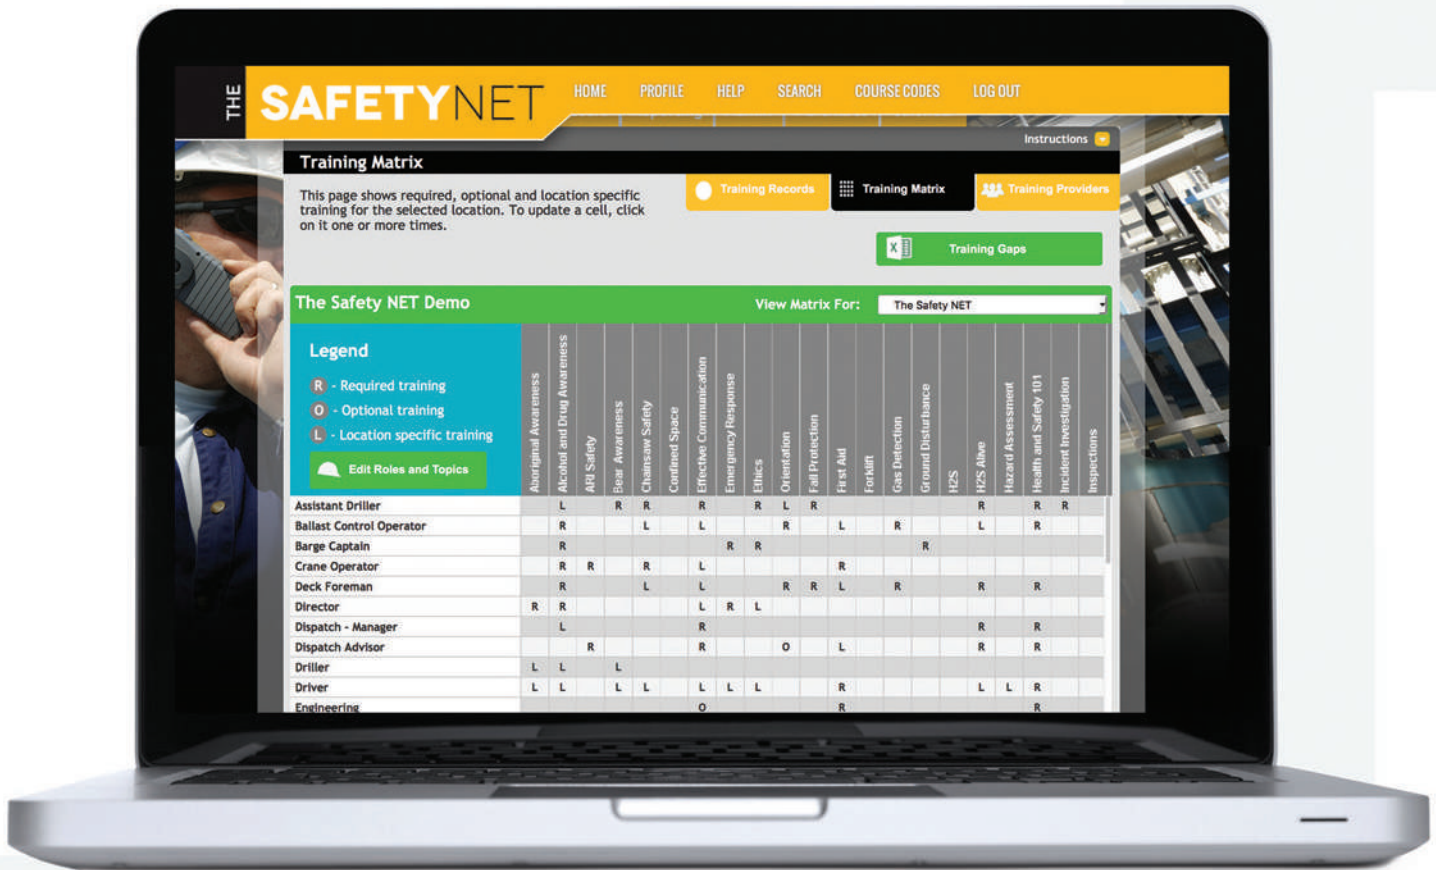 THE SAFETYNET
HOME PROFILE HELP SEARCH COURSE CODES LOG OUT
Instructions
Training Matrix
This page shows required, optional and location specific
training for the selected location. To update a cell, click
on it one or more times.
Training Records Training Matrix Training Providers
X Training Gaps
The Safety NET Demo View Matrix For: The Safety NET
Legend
R - Required training
O - Optional training
L - Location specific training
Edit Roles and Topics
Aboriginal Awareness
Alcohol and Drug Awareness
ARJ Safety
Bear Awareness
Chainsaw Safety
Confined Space
Effective Communication
Emergency Response
Ethics
Orientation
Fall Protection
First Aid
Forklift
Gas Detection
Ground Disturbance
H2S
H2S Alive
Hazard Assessment
Health and Safety 101
Incident Investigation
Inspections
Assistant Driller L R R R R L R R R R
Ballast Control Operator R L L R L R L R
Barge Captain R R R R
Crane Operator R R R L R
Deck Foreman R L L R R L R R R
Director R R L R L
Dispatch - Manager L R R R
Dispatch Advisor R R O L R R
Driller L L L
Driver L L L L L L L R L L R
Engineering O R R